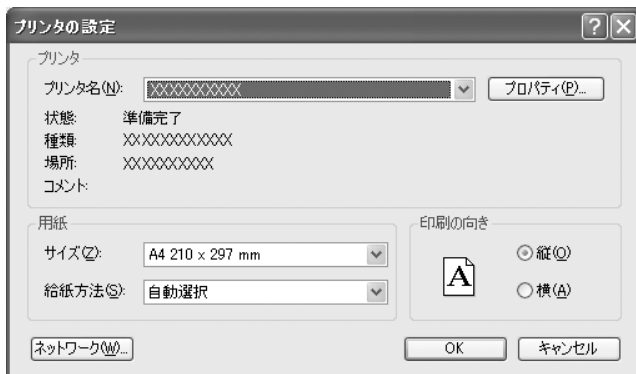 プリンタの設定
プリンタ
プリンタ名(N): XXXXXXXXXXX プロパティ(P)...
状態: 準備完了
種類: XXXXXXXXXXXXX
場所: XXXXXXXXXXX
コメント:
用紙
サイズ(Z): A4 210 x 297 mm
給紙方法(S): 自動選択
印刷の向き
A
縦(O)
横(A)
ネットワーク(W)... OK キャンセル